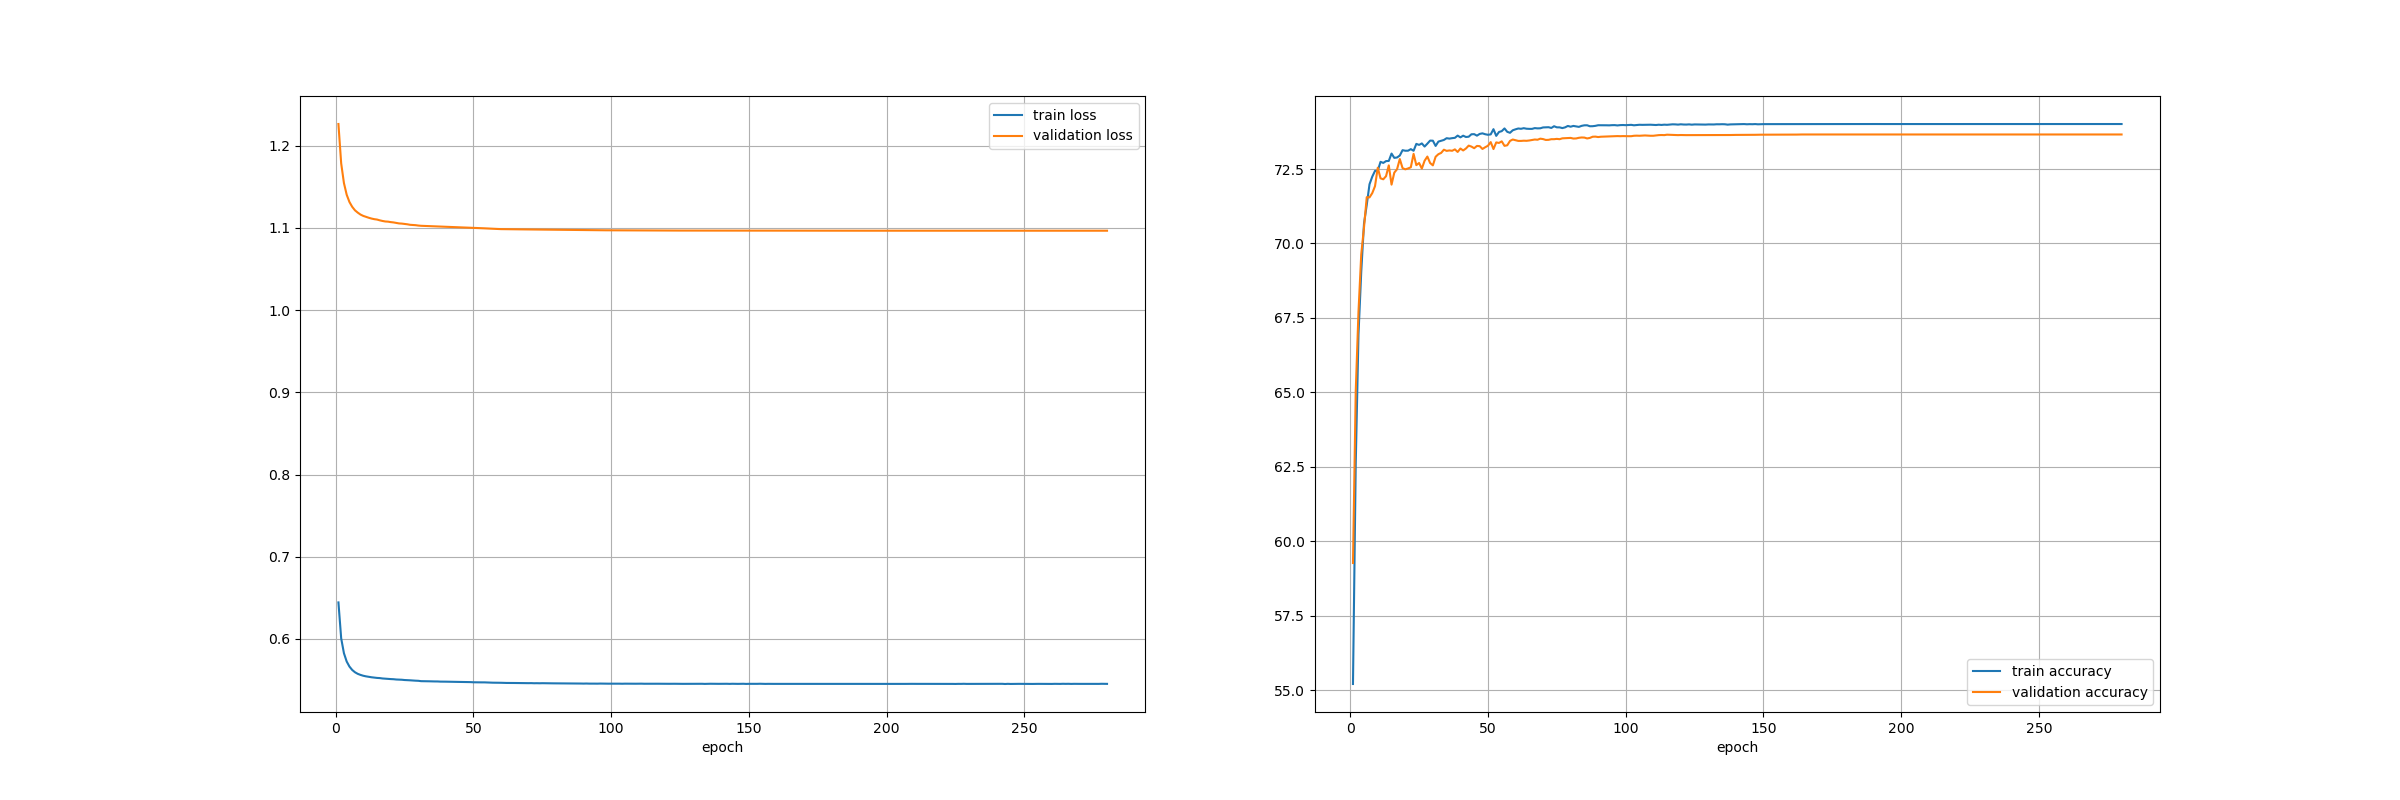 train loss
validation loss
1.2
1.1
1.0
0.9
0.8
0.7
0.6
0 50 100 150 200 250
epoch
72.5
70.0
67.5
65.0
62.5
60.0
57.5
55.0
train accuracy
validation accuracy
0 50 100 150 200 250
epoch